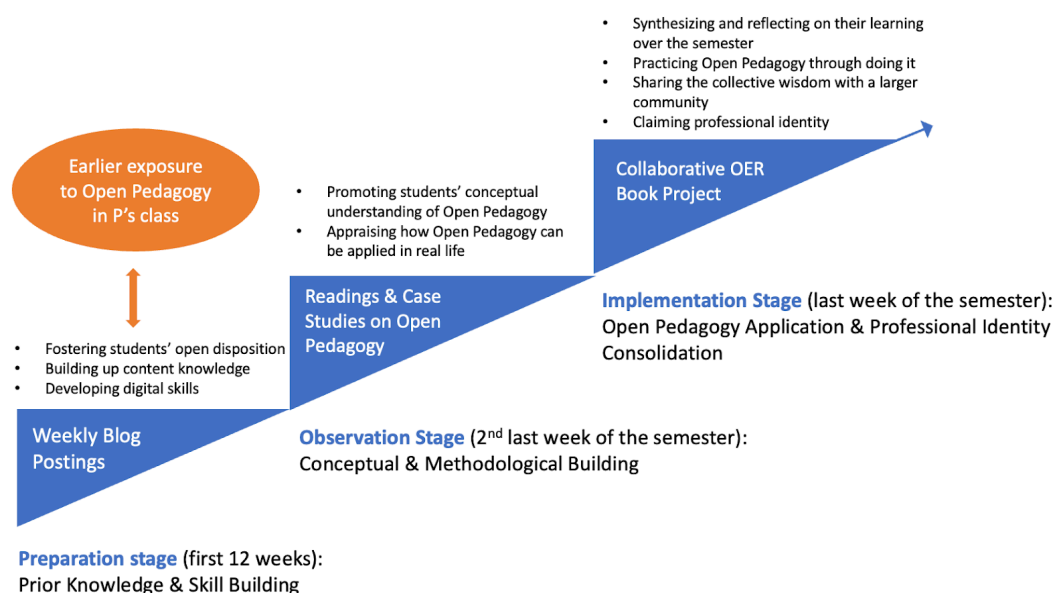 • Synthesizing and reflecting on their learning
over the semester
• Practicing Open Pedagogy through doing it
• Sharing the collective wisdom with a larger
community
• Claiming professional identity
Collaborative OER
Book Project
Implementation Stage (last week of the semester):
Open Pedagogy Application & Professional Identity
Consolidation
Earlier exposure
to Open Pedagogy
in P's class
• Promoting students' conceptual
understanding of Open Pedagogy
• Appraising how Open Pedagogy can
be applied in real life
Readings & Case
Studies on Open
Pedagogy
Observation Stage (2nd last week of the semester):
Conceptual & Methodological Building
• Fostering students' open disposition
• Building up content knowledge
• Developing digital skills
Weekly Blog
Postings
Preparation stage (first 12 weeks):
Prior Knowledge & Skill Building